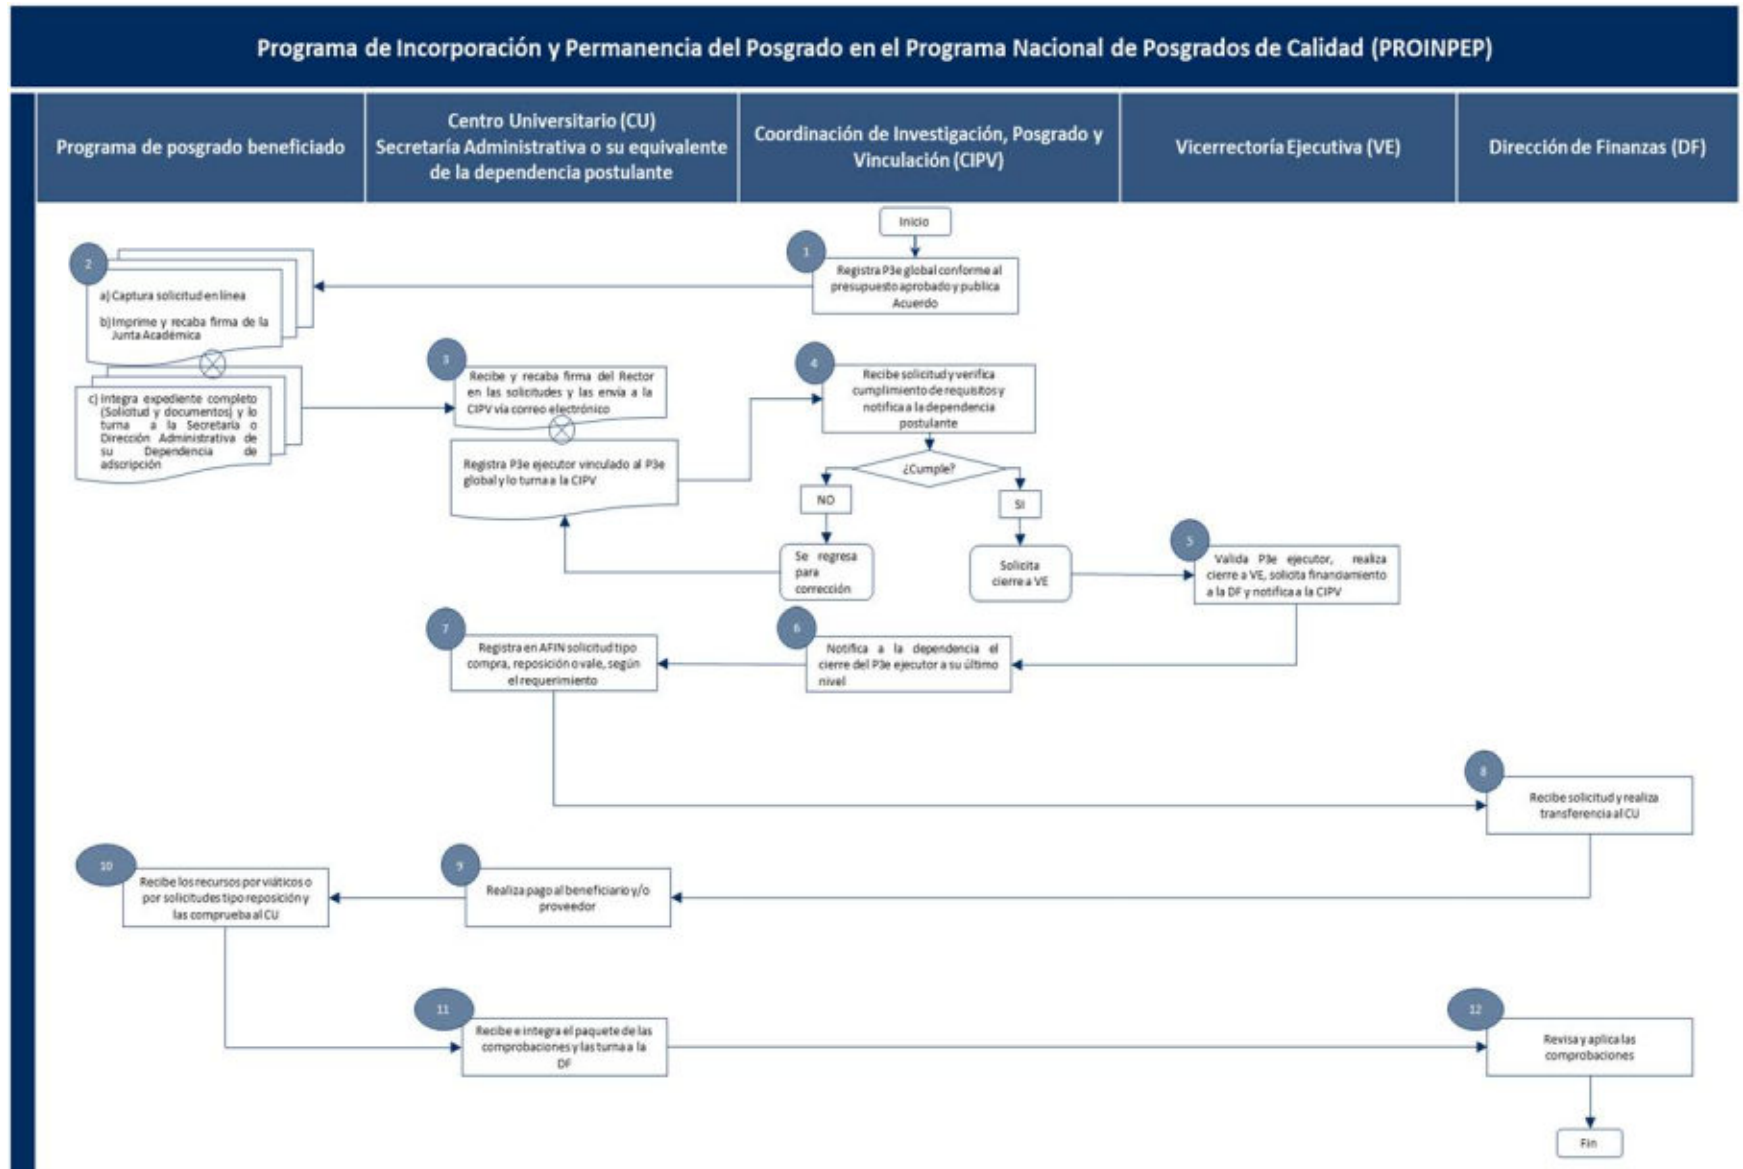 Programa de Incorporación y Permanencia del Posgrado en el Programa Nacional de Posgrados de Calidad (PROINPEP)
Programa de posgrado beneficiado
Centro Universitario (CU)
Secretaría Administrativa o su equivalente
de la dependencia postulante
Coordinación de Investigación, Posgrado y
Vinculación (CIPV)
Vicerrectoría Ejecutiva (VE)
Dirección de Finanzas (DF)
Inicio
1
Registra P3e global conforme al
presupuesto aprobado y publica
Acuerdo
2
a) Captura solicitud en línea
b) Imprime y recaba firma de la
Junta Académica
c) Integra expediente completo
(Solicitud y documentos) y lo
turna a la Secretaría o
Dirección Administrativa de
su Dependencia de
adscripción
3
Recibe y recaba firma del Rector
en las solicitudes y las envía a la
CIPV vía correo electrónico
Registra P3e ejecutor vinculado al P3e
global y lo turna a la CIPV
4
Recibe solicitud y verifica
cumplimiento de requisitos y
notifica a la dependencia
postulante
¿Cumple?
NO
SI
Se regresa
para
corrección
Solicita
cierre a VE
5
Valida P3e ejecutor, realiza
cierre a VE, solicita financiamiento
a la DF y notifica a la CIPV
6
Notifica a la dependencia el
cierre del P3e ejecutor a su último
nivel
7
Registra en AFIN solicitud tipo
compra, reposición o vale, según
el requerimiento
8
Recibe solicitud y realiza
transferencia al CU
9
Realiza pago al beneficiario y/o
proveedor
10
Recibe los recursos por viáticos o
por solicitudes tipo reposición y
las comprueba al CU
11
Recibe e integra el paquete de las
comprobaciones y las turna a la
DF
12
Revisa y aplica las
comprobaciones
Fin